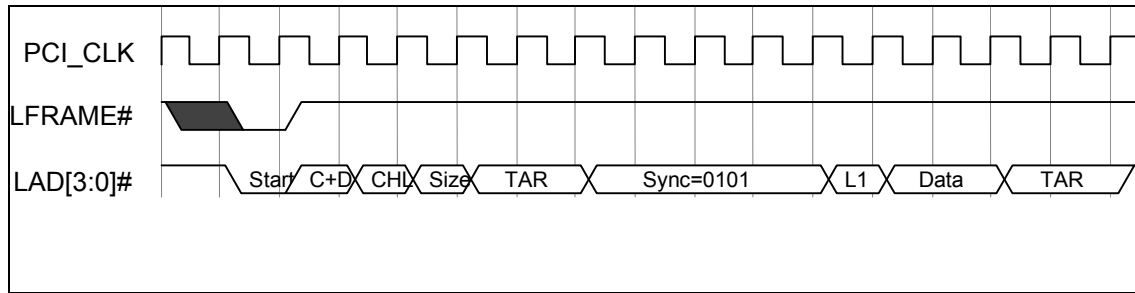 PCI_CLK
LFRAME#
LAD[3:0]# Start C+D CHL Size TAR Sync=0101 L1 Data TAR